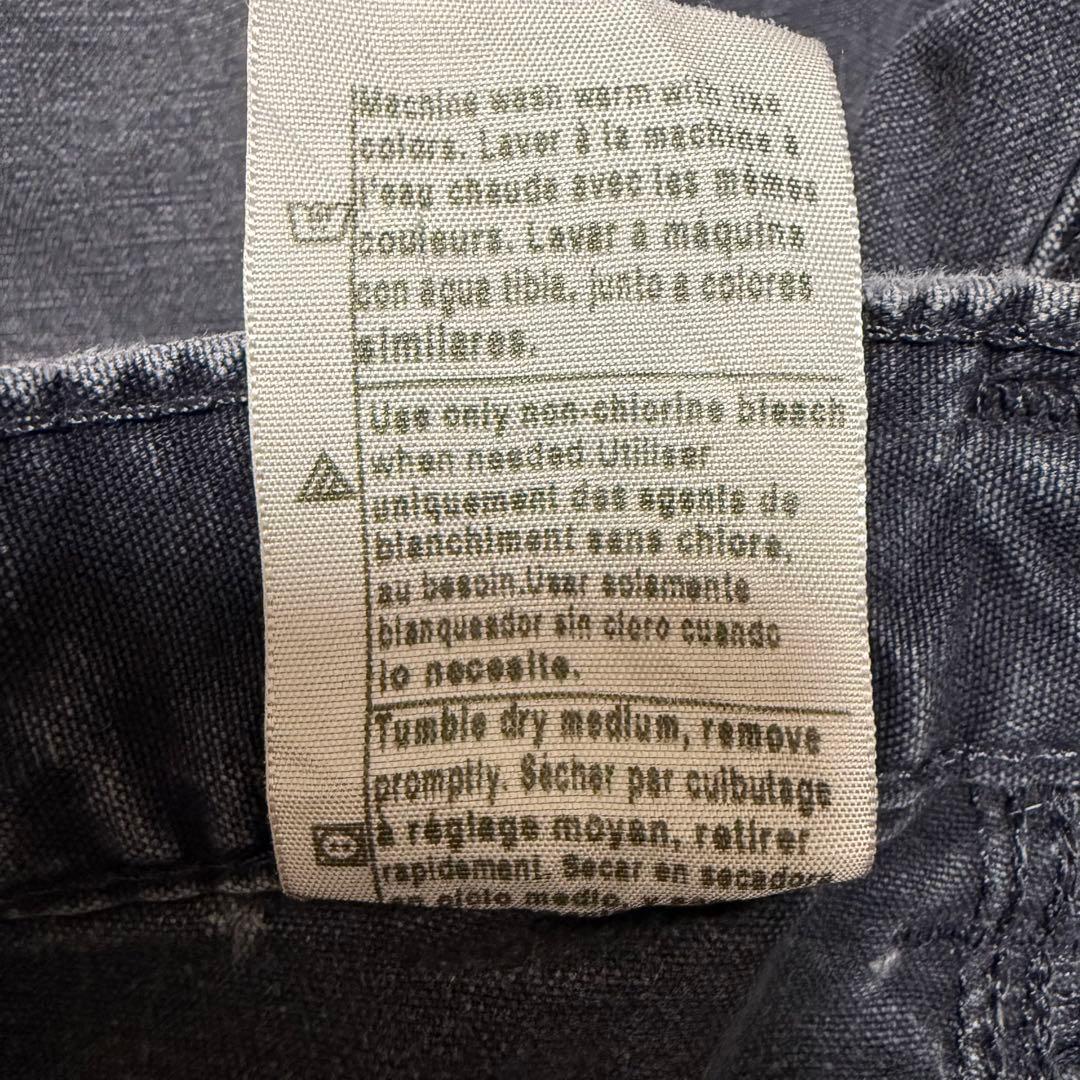 Machine wash warm with like
colors. Laver à la machine à
l'eau chaude avec les mêmes
couleurs. Lavar a máquina
con agua tibia, junto a colores
similares.
Use only non-chlorine bleach
when needed Utiliser
uniquement des agents de
blanchiment sans chlore,
au besoin.Usar solamente
blanqueador sin cloro cuando
lo necesite.
Tumble dry medium, remove
promptly. Sécher par culbutage
à réglage moyen, retirer
rapidement. Secar en secadora
en ciclo medio,